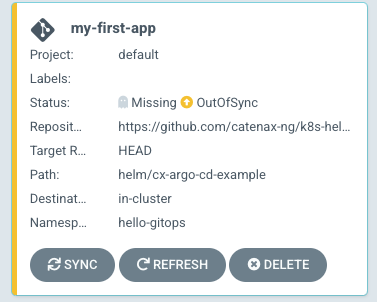 my-first-app
Project: default
Labels:
Status: Missing OutOfSync
Reposit... https://github.com/catenax-ng/k8s-hel...
Target R... HEAD
Path: helm/cx-argo-cd-example
Destinat... in-cluster
Namesp... hello-gitops
SYNC REFRESH DELETE